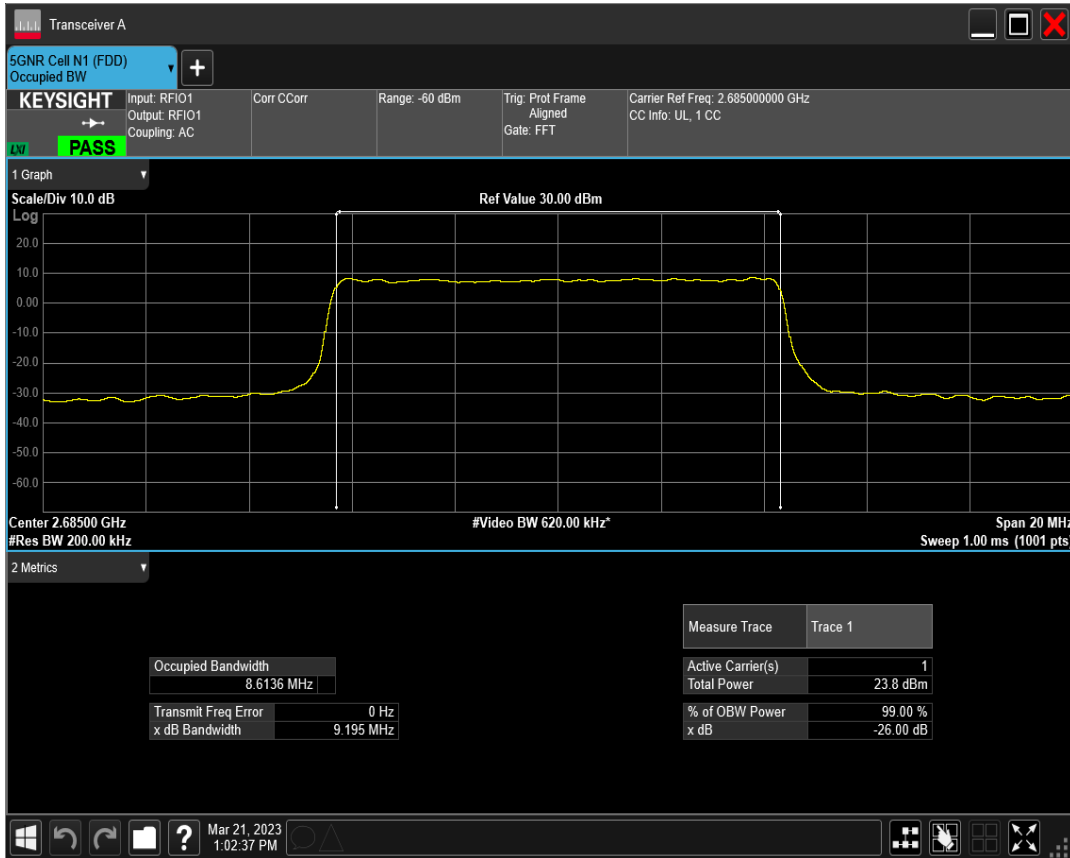 Transceiver A
5GNR Cell N1 (FDD)
Occupied BW
+
KEYSIGHT
LXI
PASS
Input: RFIO1
Output: RFIO1
Coupling: AC
Corr CCorr
Range: -60 dBm
Trig: Prot Frame
Aligned
Gate: FFT
Carrier Ref Freq: 2.685000000 GHz
CC Info: UL, 1 CC
1 Graph
Scale/Div 10.0 dB
Ref Value 30.00 dBm
Log
20.0
10.0
0.00
-10.0
-20.0
-30.0
-40.0
-50.0
-60.0
Center 2.68500 GHz
#Video BW 620.00 kHz*
Span 20 MHz
#Res BW 200.00 kHz
Sweep 1.00 ms (1001 pts)
2 Metrics
Measure Trace Trace 1
Occupied Bandwidth
8.6136 MHz
Active Carrier(s) 1
Total Power 23.8 dBm
Transmit Freq Error 0 Hz
x dB Bandwidth 9.195 MHz
% of OBW Power 99.00 %
x dB -26.00 dB
?
Mar 21, 2023
1:02:37 PM